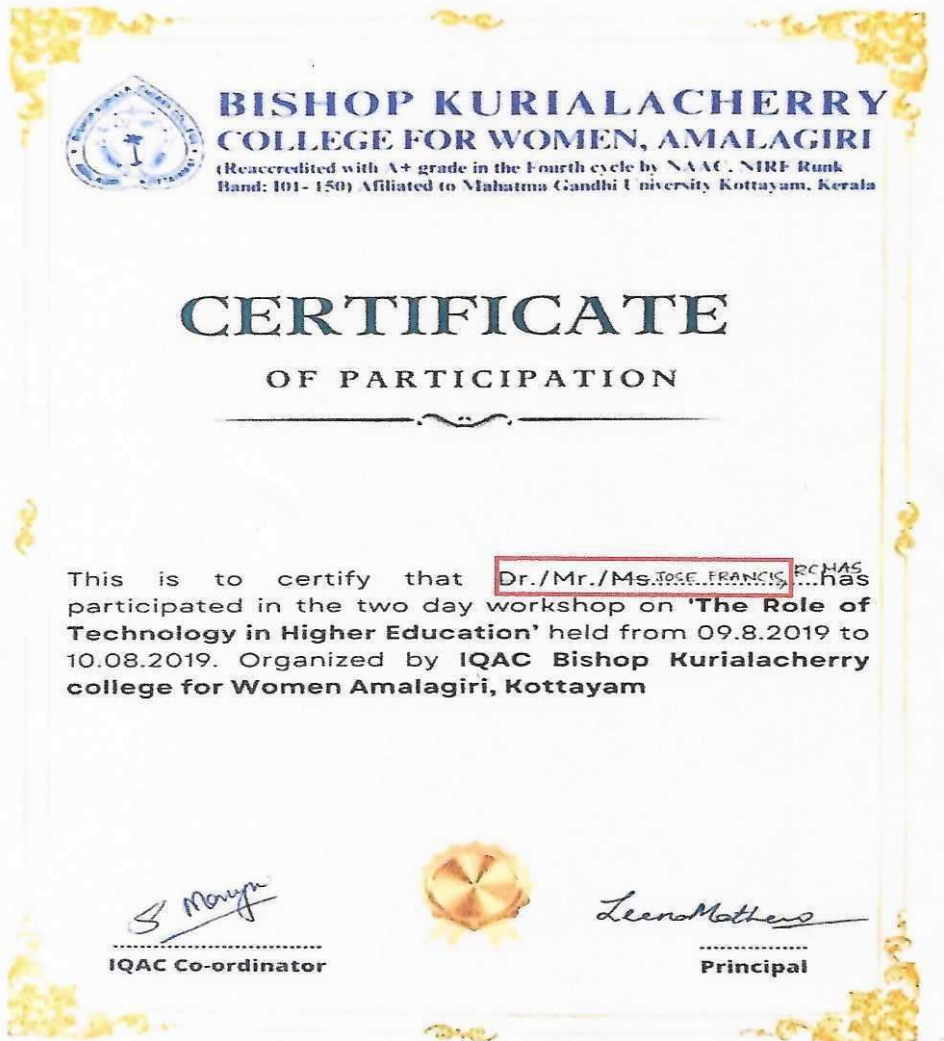 BISHOP KURIALACHERRY
COLLEGE FOR WOMEN, AMALAGIRI
(Reaccredited with A+ grade in the Fourth cycle by NAAC, NIRF Rank
Band: 101- 150) Afiliated to Mahatma Gandhi University Kottayam, Kerala
CERTIFICATE
OF PARTICIPATION
This is to certify that Dr./Mr./Ms. JOSE FRANCIS, RCMAS has
participated in the two day workshop on 'The Role of
Technology in Higher Education' held from 09.8.2019 to
10.08.2019. Organized by IQAC Bishop Kurialacherry
college for Women Amalagiri, Kottayam
Leena Mathews
IQAC Co-ordinator
Principal